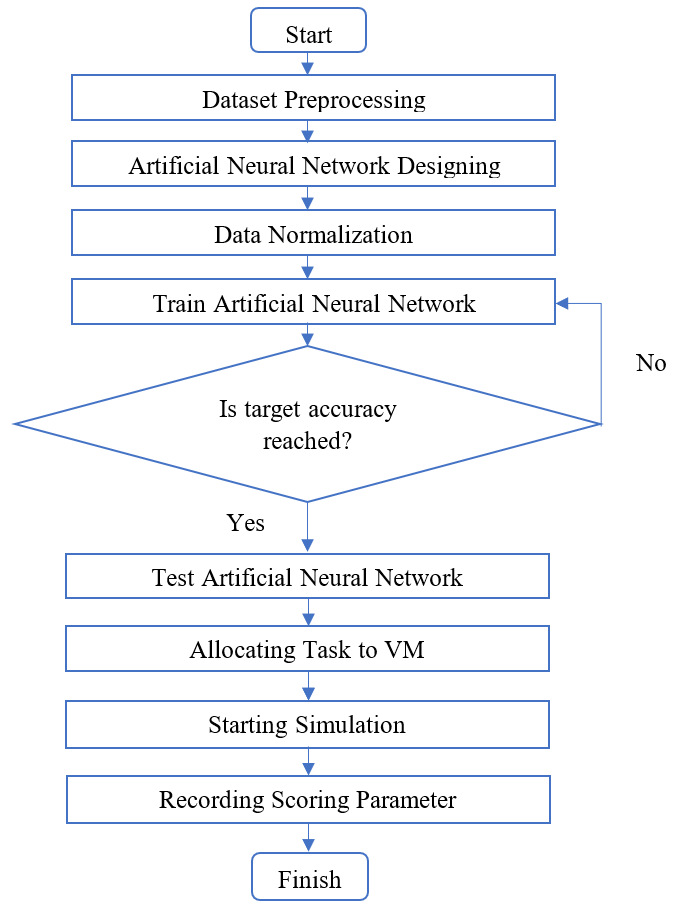 Start
Dataset Preprocessing
Artificial Neural Network Designing
Data Normalization
Train Artificial Neural Network
No
Is target accuracy
reached?
Yes
Test Artificial Neural Network
Allocating Task to VM
Starting Simulation
Recording Scoring Parameter
Finish